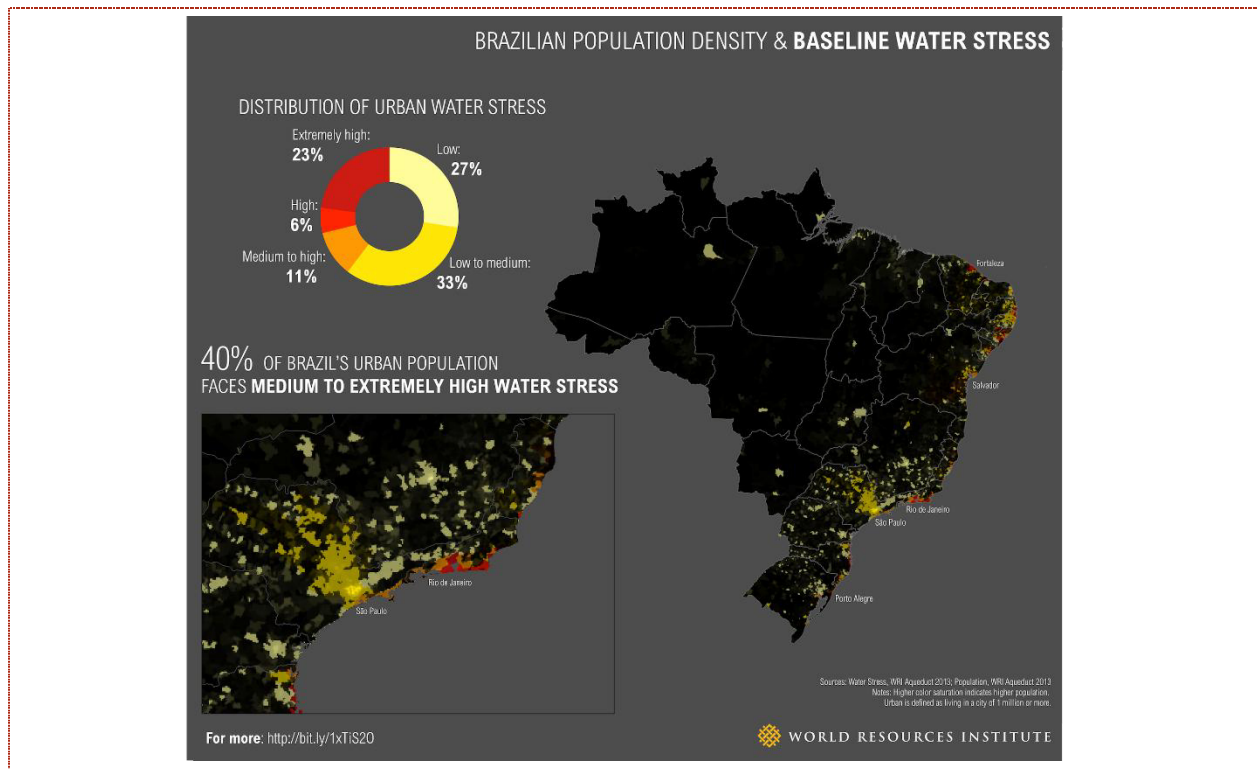 BRAZILIAN POPULATION DENSITY & BASELINE WATER STRESS
DISTRIBUTION OF URBAN WATER STRESS
Extremely high:
23%
Low:
27%
High:
6%
Medium to high:
11%
Low to medium:
33%
40% OF BRAZIL'S URBAN POPULATION
FACES MEDIUM TO EXTREMELY HIGH WATER STRESS
Fortaleza
Salvador
Rio de Janeiro
São Paulo
Porto Alegre
Rio de Janeiro
São Paulo
Sources: Water Stress, WRI Aqueduct 2013; Population, WRI Aqueduct 2013
Notes: Higher color saturation indicates higher population.
Urban is defined as living in a city of 1 million or more.
For more: http://bit.ly/1xTiS2O
WORLD RESOURCES INSTITUTE